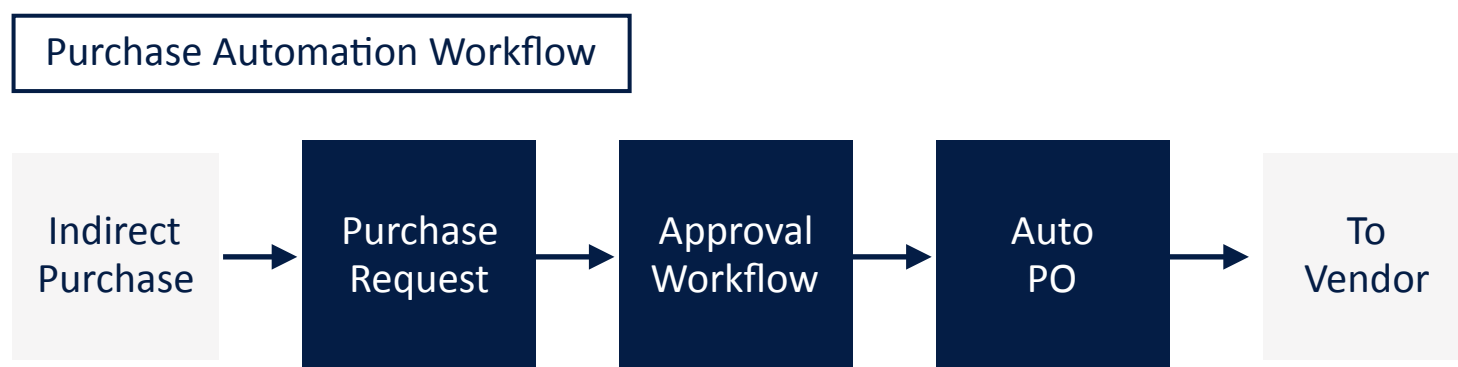 Purchase Automation Workflow
Indirect
Purchase
Purchase
Request
Approval
Workflow
Auto
PO
To
Vendor